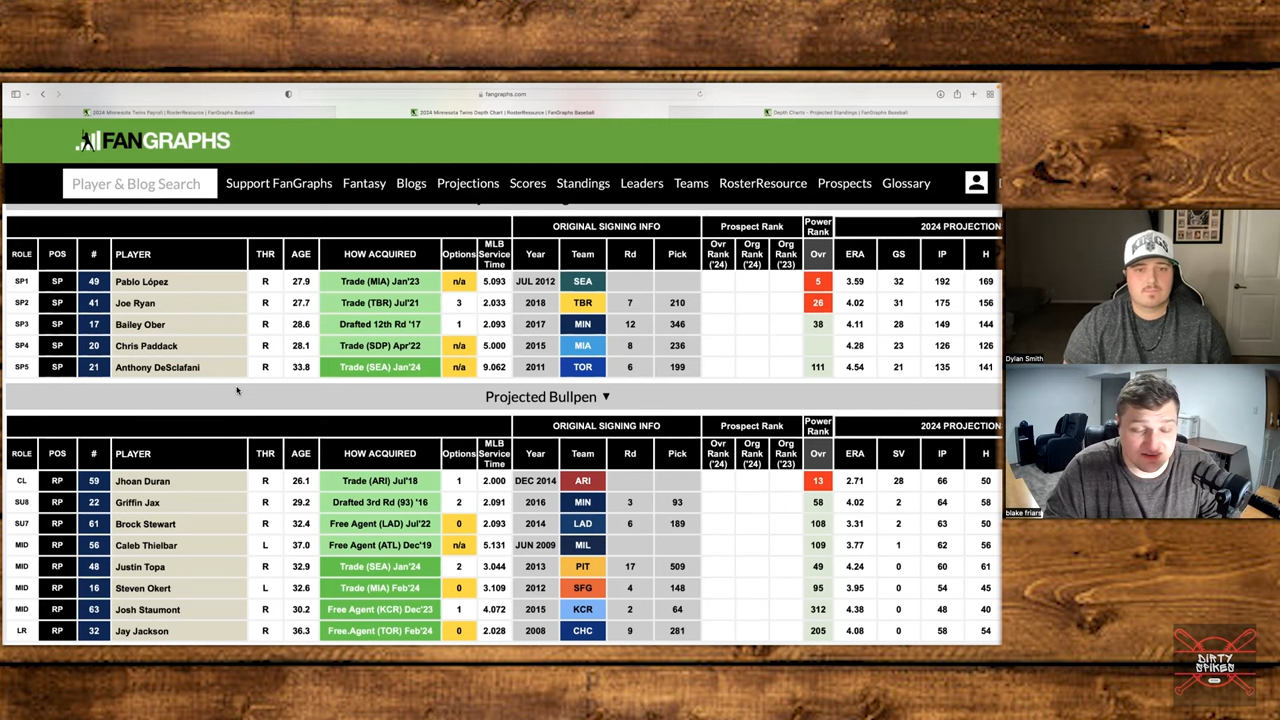 2024 Minnesota Twins Payroll | RosterResource | FanGraphs Baseball
2024 Minnesota Twins Depth Chart | RosterResource | FanGraphs Baseball
Depth Charts - Projected Standings | FanGraphs Baseball
fangraphs.com
FANGRAPHS
Player & Blog Search Support FanGraphs Fantasy Blogs Projections Scores Standings Leaders Teams RosterResource Prospects Glossary
ORIGINAL SIGNING INFO Prospect Rank Power Rank 2024 PROJECTION
ROLE POS # PLAYER THR AGE HOW ACQUIRED Options MLB Service Time Year Team Rd Pick Ovr Rank ('24) Org Rank ('24) Org Rank ('23) Ovr ERA GS IP H
SP1 SP 49 Pablo López R 27.9 Trade (MIA) Jan'23 n/a 5.093 JUL 2012 SEA 5 3.59 32 192 169
SP2 SP 41 Joe Ryan R 27.7 Trade (TBR) Jul'21 3 2.033 2018 TBR 7 210 26 4.02 31 175 156
SP3 SP 17 Bailey Ober R 28.6 Drafted 12th Rd '17 1 2.093 2017 MIN 12 346 38 4.11 28 149 144
SP4 SP 20 Chris Paddack R 28.1 Trade (SDP) Apr'22 n/a 5.000 2015 MIA 8 236 4.28 23 126 126
SP5 SP 21 Anthony DeSclafani R 33.8 Trade (SEA) Jan'24 n/a 9.062 2011 TOR 6 199 111 4.54 21 135 141
Projected Bullpen ▼
ORIGINAL SIGNING INFO Prospect Rank Power Rank 2024 PROJECTION
ROLE POS # PLAYER THR AGE HOW ACQUIRED Options MLB Service Time Year Team Rd Pick Ovr Rank ('24) Org Rank ('24) Org Rank ('23) Ovr ERA SV IP H
CL RP 59 Jhoan Duran R 26.1 Trade (ARI) Jul'18 1 2.000 DEC 2014 ARI 13 2.71 28 66 50
SU8 RP 22 Griffin Jax R 29.2 Drafted 3rd Rd (93) '16 2 2.091 2016 MIN 3 93 58 4.02 2 64 58
SU7 RP 61 Brock Stewart R 32.4 Free Agent (LAD) Jul'22 0 2.093 2014 LAD 6 189 108 3.31 2 63 50
MID RP 56 Caleb Thielbar L 37.0 Free Agent (ATL) Dec'19 n/a 5.131 JUN 2009 MIL 109 3.77 1 62 56
MID RP 48 Justin Topa R 32.9 Trade (SEA) Jan'24 2 3.044 2013 PIT 17 509 49 4.24 0 60 61
MID RP 16 Steven Okert L 32.6 Trade (MIA) Feb'24 0 3.109 2012 SFG 4 148 95 3.95 0 54 45
MID RP 63 Josh Staumont R 30.2 Free Agent (KCR) Dec'23 1 4.072 2015 KCR 2 64 312 4.38 0 48 40
LR RP 32 Jay Jackson R 36.3 Free.Agent (TOR) Feb'24 0 2.028 2008 CHC 9 281 205 4.08 0 58 54
Dylan Smith
blake friars
DIRTY
SPIKES